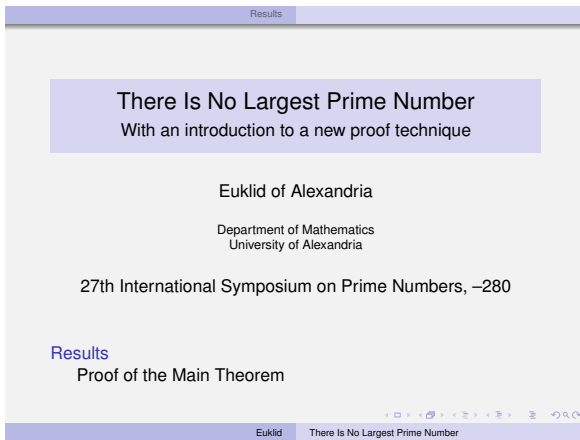 Results
There Is No Largest Prime Number
With an introduction to a new proof technique
Euklid of Alexandria
Department of Mathematics
University of Alexandria
27th International Symposium on Prime Numbers, –280
Results
Proof of the Main Theorem
Euklid There Is No Largest Prime Number